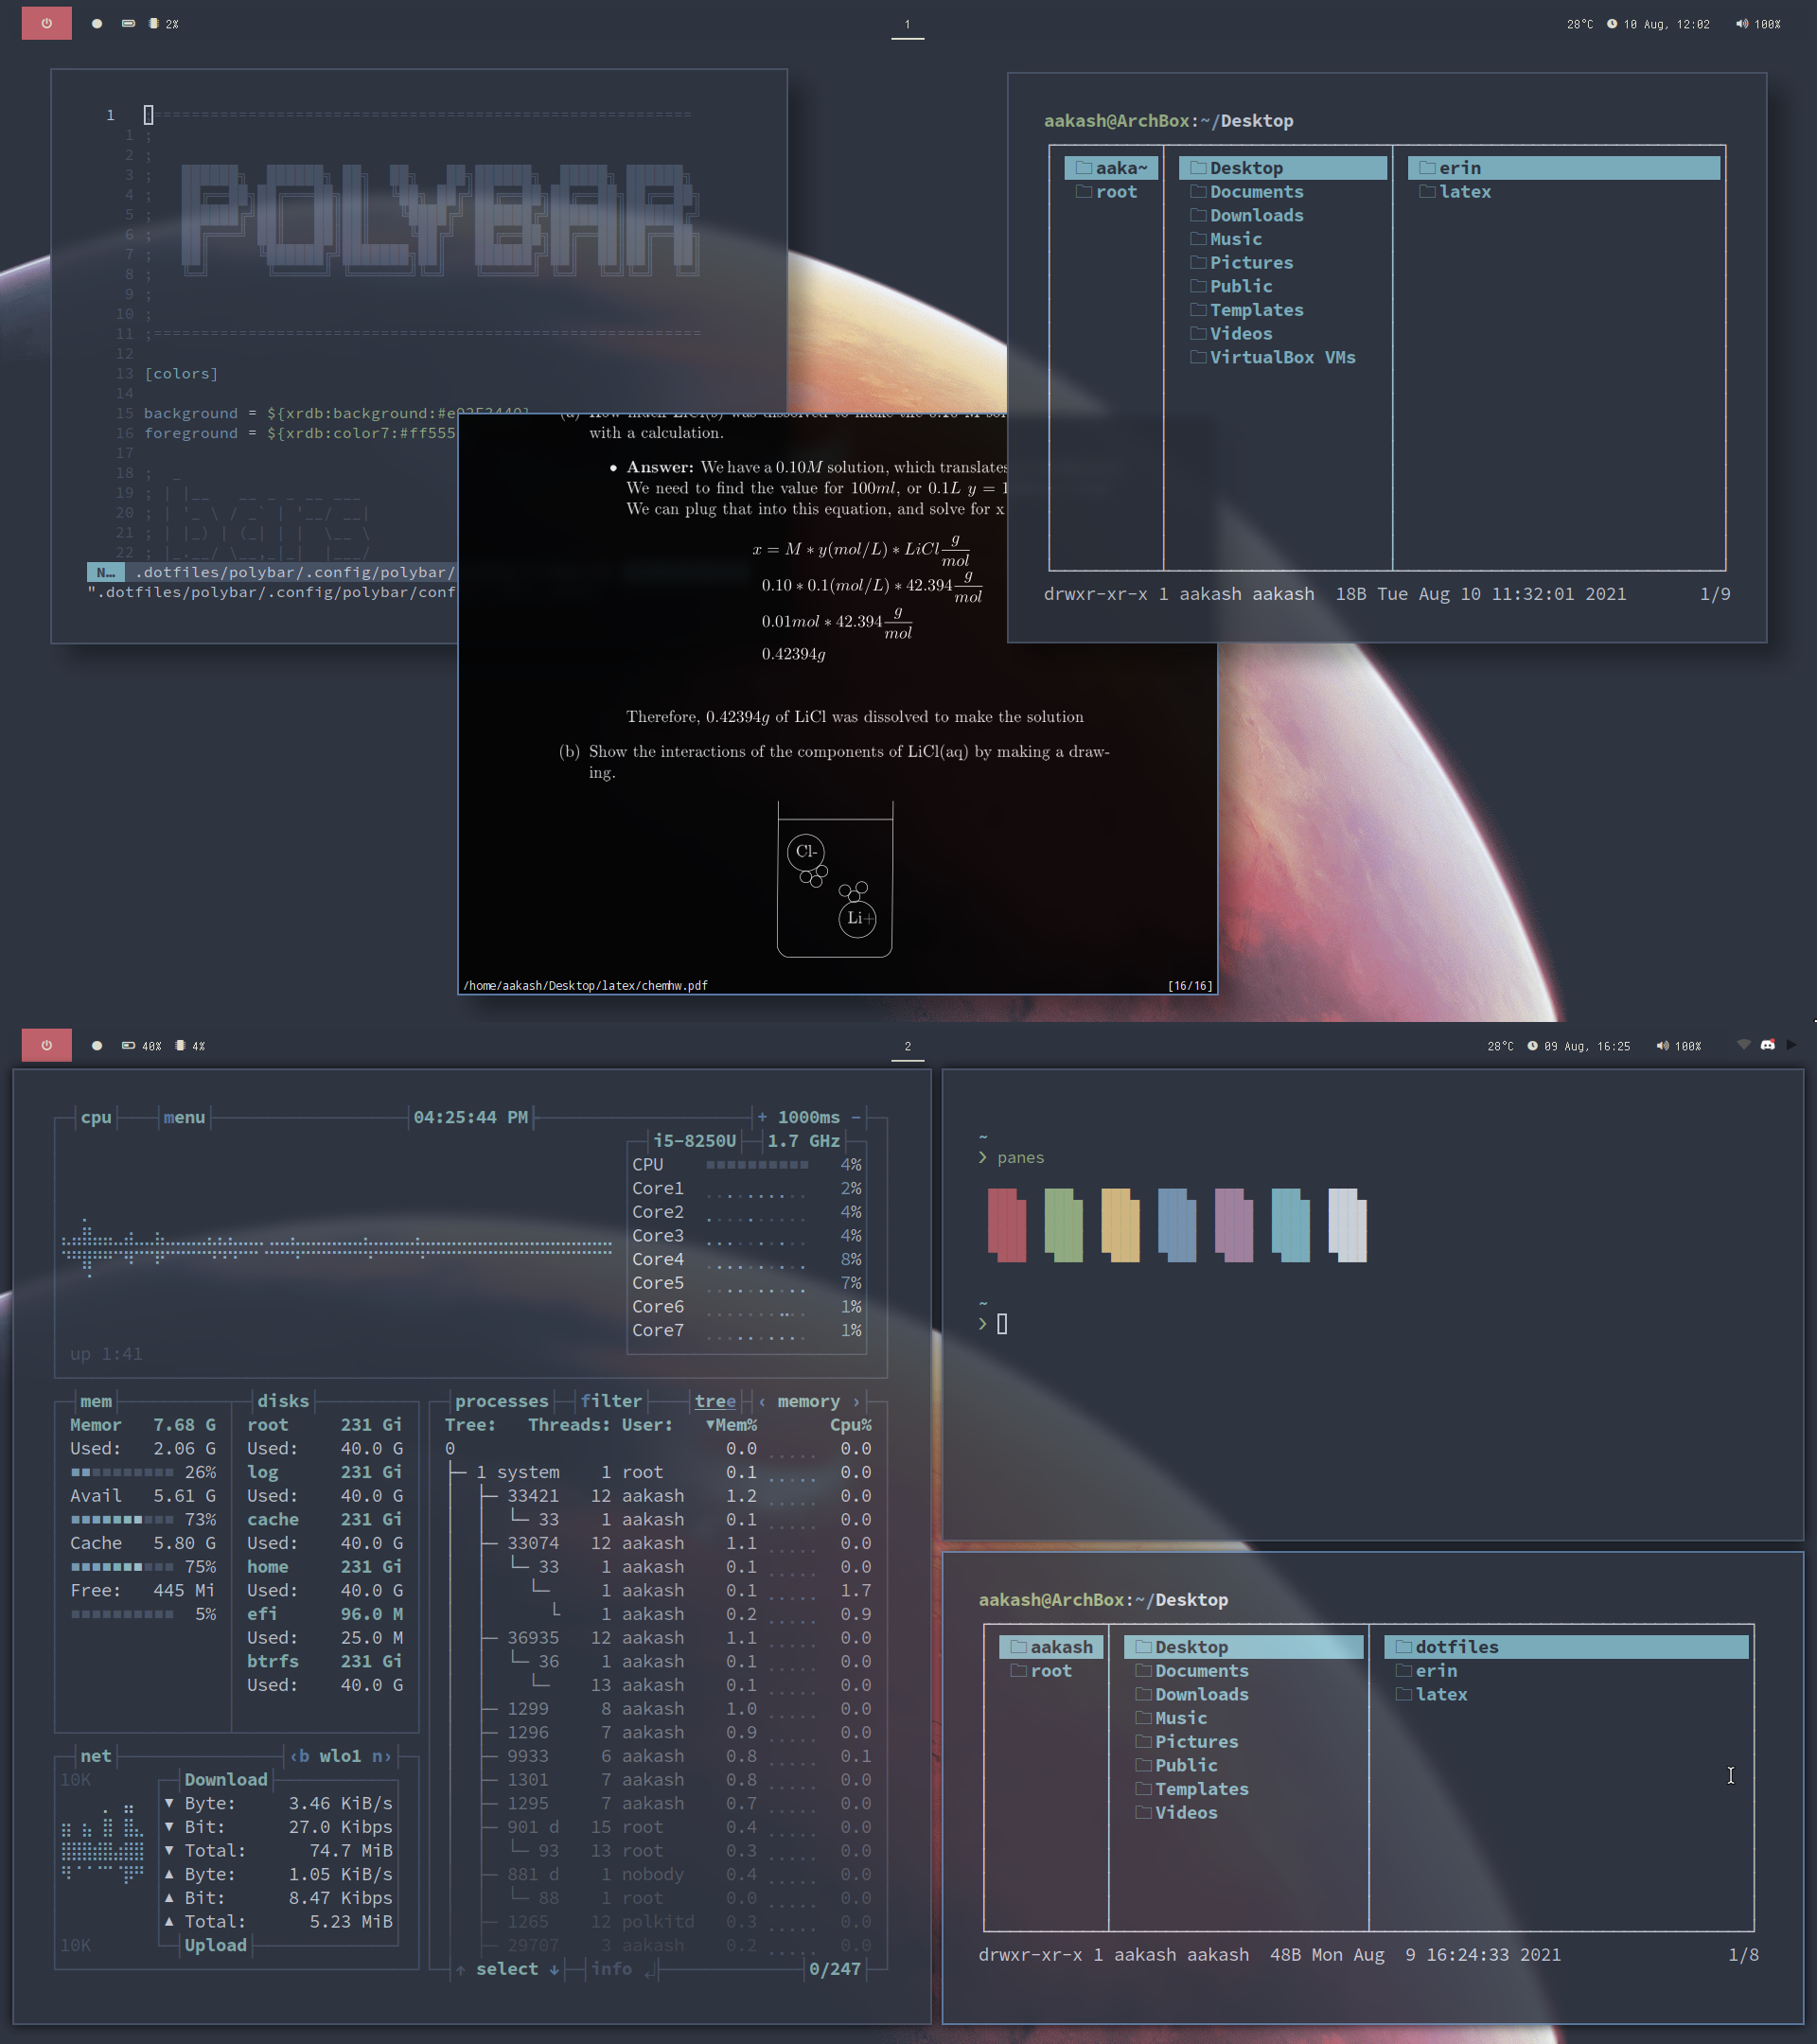 2%
1
28°C 10 Aug, 12:02 100%
1
1 ;
2 ;
3 ;
4 ;
5 ;
6 ;
7 ;
8 ;
9 ;
10 ;
11 ;
POLYBAR
12
13 [colors]
14
15 background = ${xrdb:background:#e92F3440}
16 foreground = ${xrdb:color7:#ff555
17
18 ;
19 ;
20 ;
21 ;
22 ;
bars
N… .dotfiles/polybar/.config/polybar/
".dotfiles/polybar/.config/polybar/conf
aakash@ArchBox:~/Desktop
aaka~ Desktop erin
root Documents latex
Downloads
Music
Pictures
Public
Templates
Videos
VirtualBox VMs
drwxr-xr-x 1 aakash aakash 18B Tue Aug 10 11:32:01 2021 1/9
(a) How much LiCl(s) was dissolved to make the 0.10 M sol
with a calculation.
• Answer: We have a 0.10M solution, which translates
We need to find the value for 100ml, or 0.1L y = 1
We can plug that into this equation, and solve for x
x = M * y(mol/L) * LiCl g/mol
0.10 * 0.1(mol/L) * 42.394 g/mol
0.01mol * 42.394 g/mol
0.42394g
Therefore, 0.42394g of LiCl was dissolved to make the solution
(b) Show the interactions of the components of LiCl(aq) by making a draw-
ing.
Cl-
Li+
/home/aakash/Desktop/latex/chemhw.pdf [16/16]
40% 4%
2
28°C 09 Aug, 16:25 100%
cpu menu 04:25:44 PM + 1000ms -
i5-8250U 1.7 GHz
CPU 4%
Core1 2%
Core2 4%
Core3 4%
Core4 8%
Core5 7%
Core6 1%
Core7 1%
up 1:41
mem disks
Memor 7.68 G root 231 Gi
Used: 2.06 G Used: 40.0 G
26% log 231 Gi
Avail 5.61 G Used: 40.0 G
73% cache 231 Gi
Cache 5.80 G Used: 40.0 G
75% home 231 Gi
Free: 445 Mi Used: 40.0 G
5% efi 96.0 M
Used: 25.0 M
btrfs 231 Gi
Used: 40.0 G
processes filter tree ‹ memory ›
Tree: Threads: User: ▼Mem% Cpu%
0 0.0 0.0
1 system 1 root 0.1 0.0
33421 12 aakash 1.2 0.0
33 1 aakash 0.1 0.0
33074 12 aakash 1.1 0.0
33 1 aakash 0.1 0.0
1 aakash 0.1 1.7
1 aakash 0.2 0.9
36935 12 aakash 1.1 0.0
36 1 aakash 0.1 0.0
13 aakash 0.1 0.0
1299 8 aakash 1.0 0.0
1296 7 aakash 0.9 0.0
9933 6 aakash 0.8 0.1
1301 7 aakash 0.8 0.0
1295 7 aakash 0.7 0.0
901 d 15 root 0.4 0.0
93 13 root 0.3 0.0
881 d 1 nobody 0.4 0.0
88 1 root 0.0 0.0
1265 12 polkitd 0.3 0.0
29707 3 aakash 0.2 0.0
↑ select ↓ info ↲ 0/247
net ‹b wlo1 n›
10K Download
▼ Byte: 3.46 KiB/s
▼ Bit: 27.0 Kibps
▼ Total: 74.7 MiB
▲ Byte: 1.05 KiB/s
▲ Bit: 8.47 Kibps
▲ Total: 5.23 MiB
10K Upload
~
❯ panes
~
❯
aakash@ArchBox:~/Desktop
aakash Desktop dotfiles
root Documents erin
Downloads latex
Music
Pictures
Public
Templates
Videos
drwxr-xr-x 1 aakash aakash 48B Mon Aug 9 16:24:33 2021 1/8